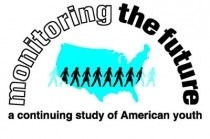 monitoring the future
a continuing study of American youth